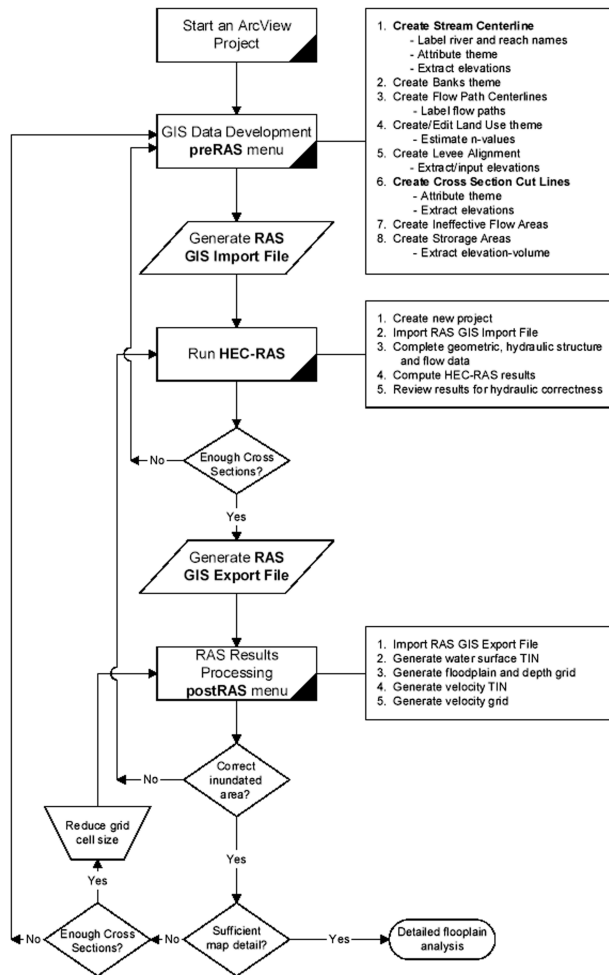 Start an ArcView
Project
1. Create Stream Centerline
- Label river and reach names
- Attribute theme
- Extract elevations
2. Create Banks theme
3. Create Flow Path Centerlines
- Label flow paths
4. Create/Edit Land Use theme
- Estimate n-values
5. Create Levee Alignment
- Extract/input elevations
6. Create Cross Section Cut Lines
- Attribute theme
- Extract elevations
7. Create Ineffective Flow Areas
8. Create Strorage Areas
- Extract elevation-volume
GIS Data Development
preRAS menu
Generate RAS
GIS Import File
Run HEC-RAS
1. Create new project
2. Import RAS GIS Import File
3. Complete geometric, hydraulic structure
and flow data
4. Compute HEC-RAS results
5. Review results for hydraulic correctness
No
Enough Cross
Sections?
Yes
Generate RAS
GIS Export File
RAS Results
Processing
postRAS menu
1. Import RAS GIS Export File
2. Generate water surface TIN
3. Generate floodplain and depth grid
4. Generate velocity TIN
5. Generate velocity grid
No
Correct
inundated
area?
Reduce grid
cell size
Yes
Yes
No
Enough Cross
Sections?
No
Sufficient
map detail?
Yes
Detailed flooplain
analysis